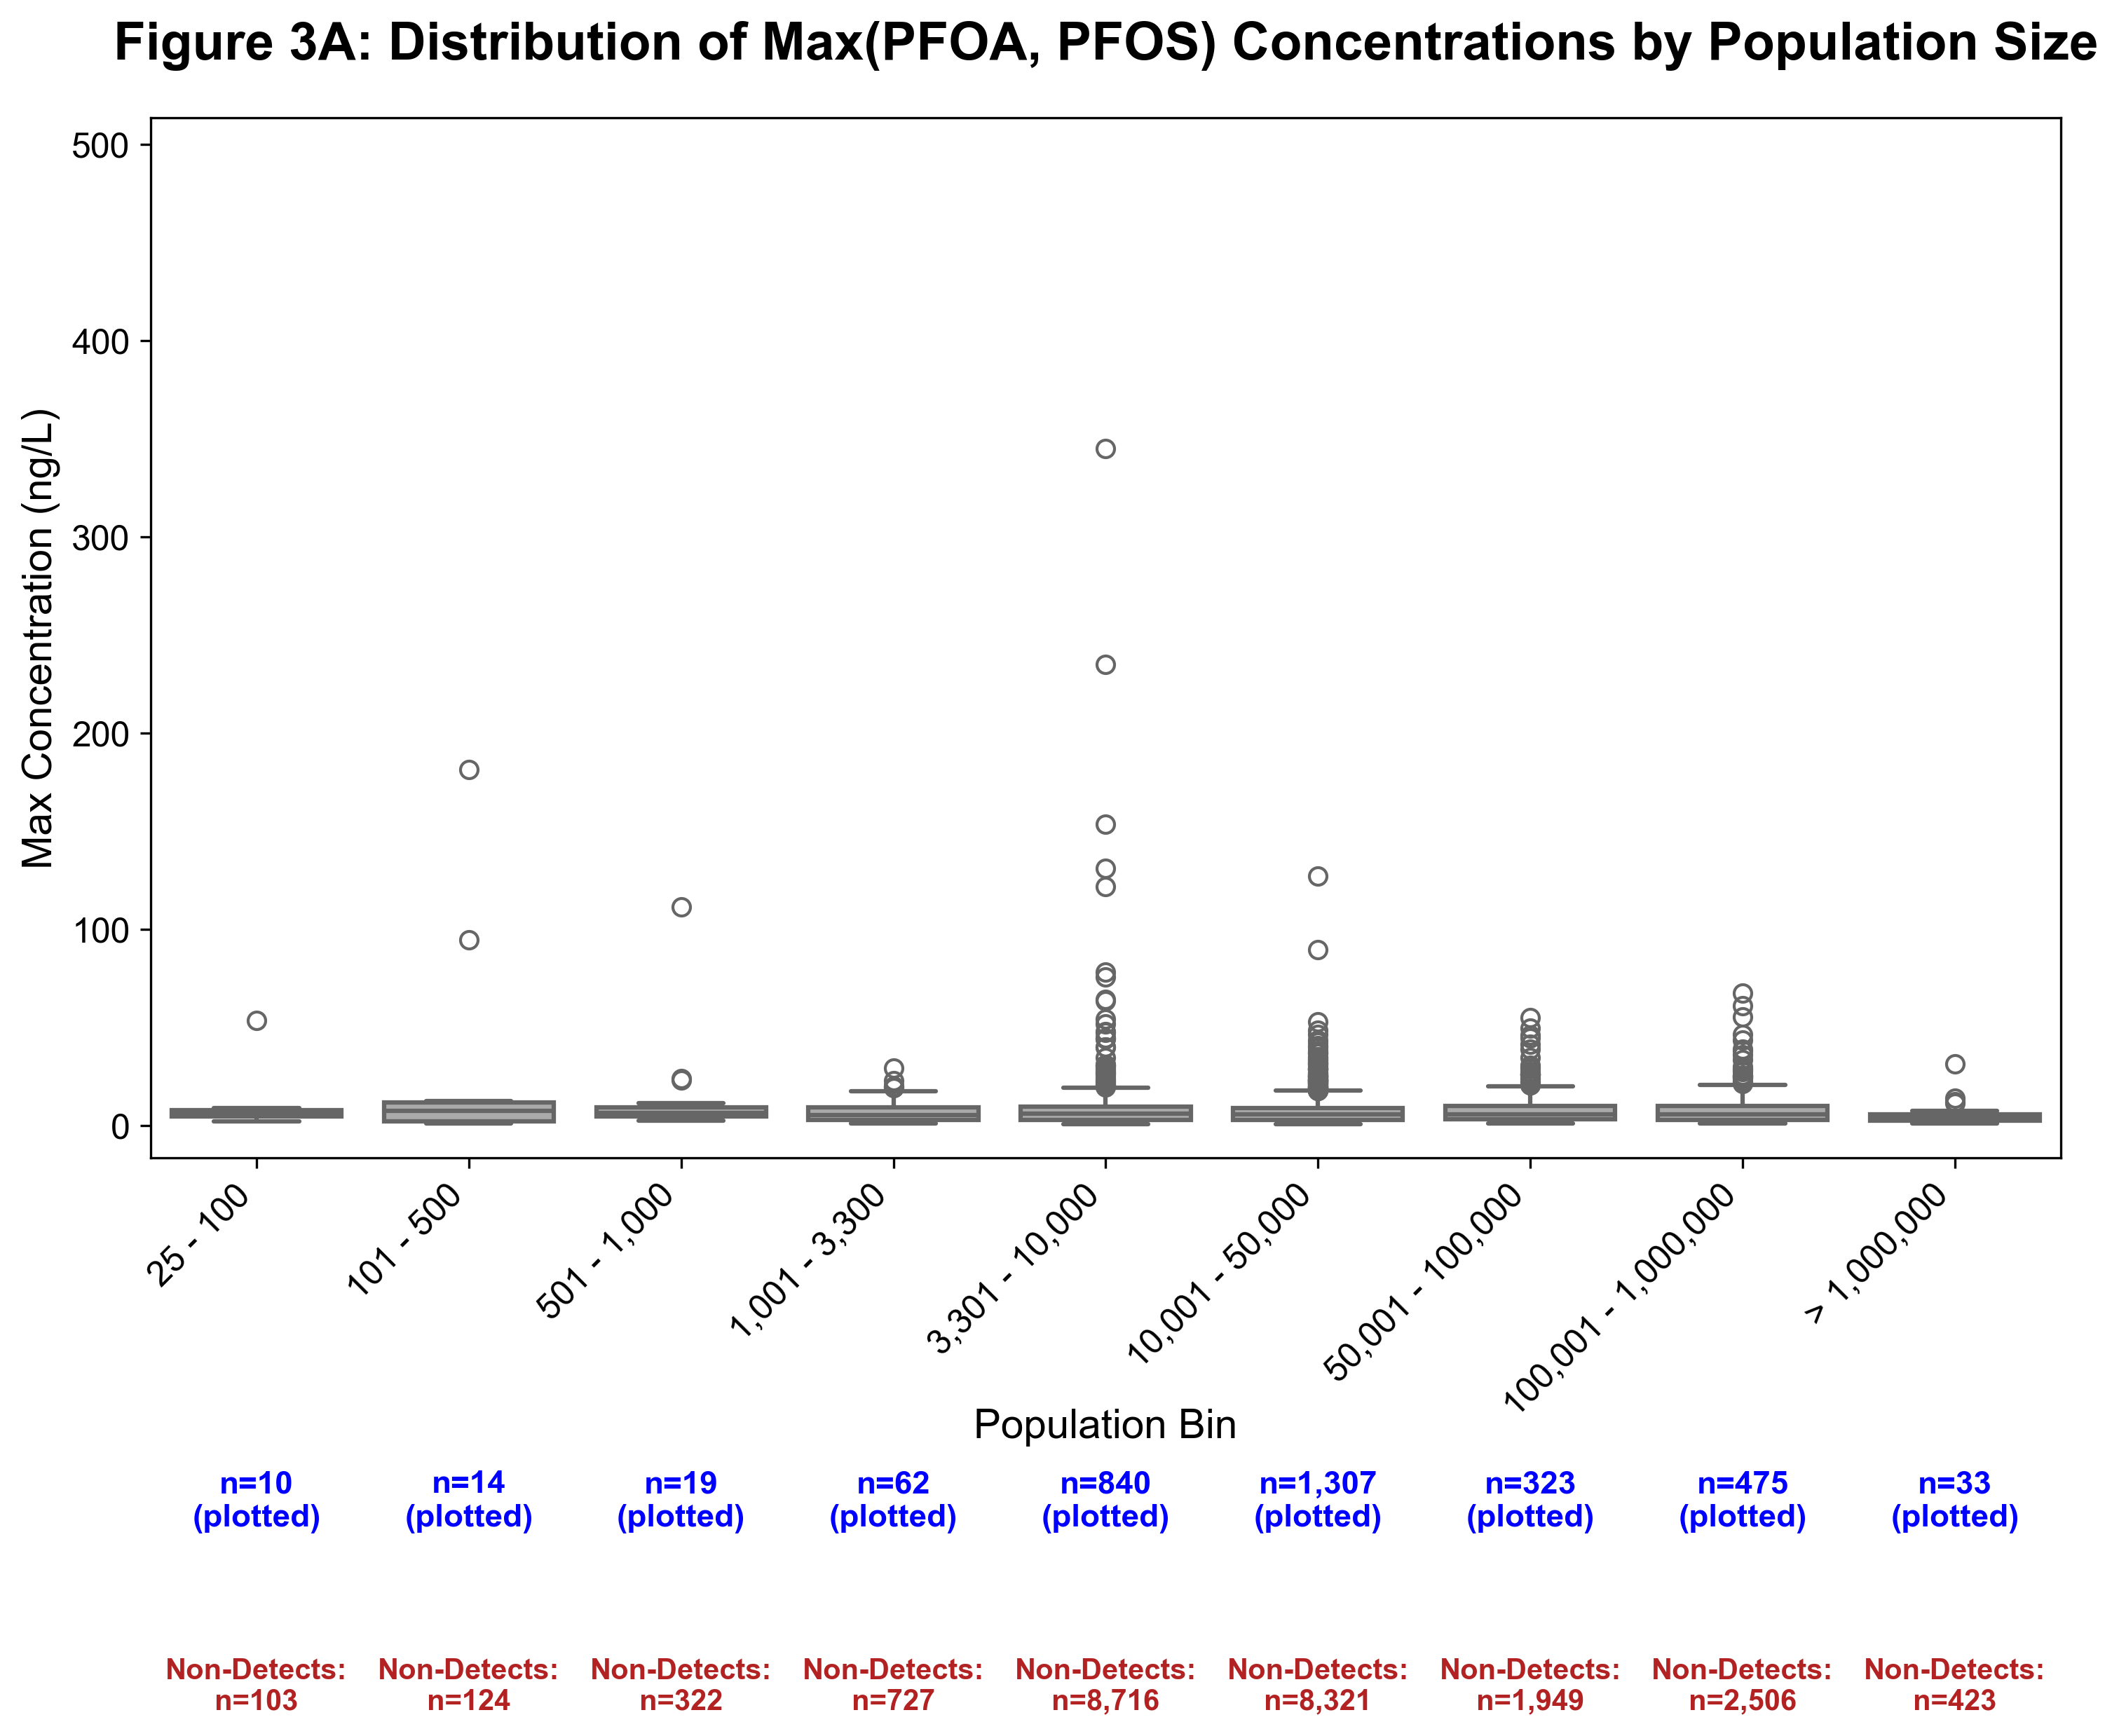 Figure 3A: Distribution of Max(PFOA, PFOS) Concentrations by Population Size
Max Concentration (ng/L)
500
400
300
200
100
0
25 - 100
101 - 500
501 - 1,000
1,001 - 3,300
3,301 - 10,000
10,001 - 50,000
50,001 - 100,000
100,001 - 1,000,000
> 1,000,000
Population Bin
n=10
(plotted)
n=14
(plotted)
n=19
(plotted)
n=62
(plotted)
n=840
(plotted)
n=1,307
(plotted)
n=323
(plotted)
n=475
(plotted)
n=33
(plotted)
Non-Detects:
n=103
Non-Detects:
n=124
Non-Detects:
n=322
Non-Detects:
n=727
Non-Detects:
n=8,716
Non-Detects:
n=8,321
Non-Detects:
n=1,949
Non-Detects:
n=2,506
Non-Detects:
n=423